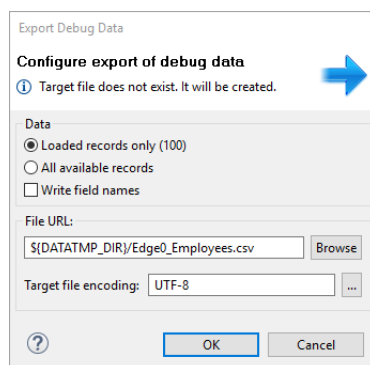 Export Debug Data
Configure export of debug data
Target file does not exist. It will be created.
Data
Loaded records only (100)
All available records
Write field names
File URL:
${DATATMP_DIR}/Edge0_Employees.csv
Browse
Target file encoding:
UTF-8
...
?
OK
Cancel